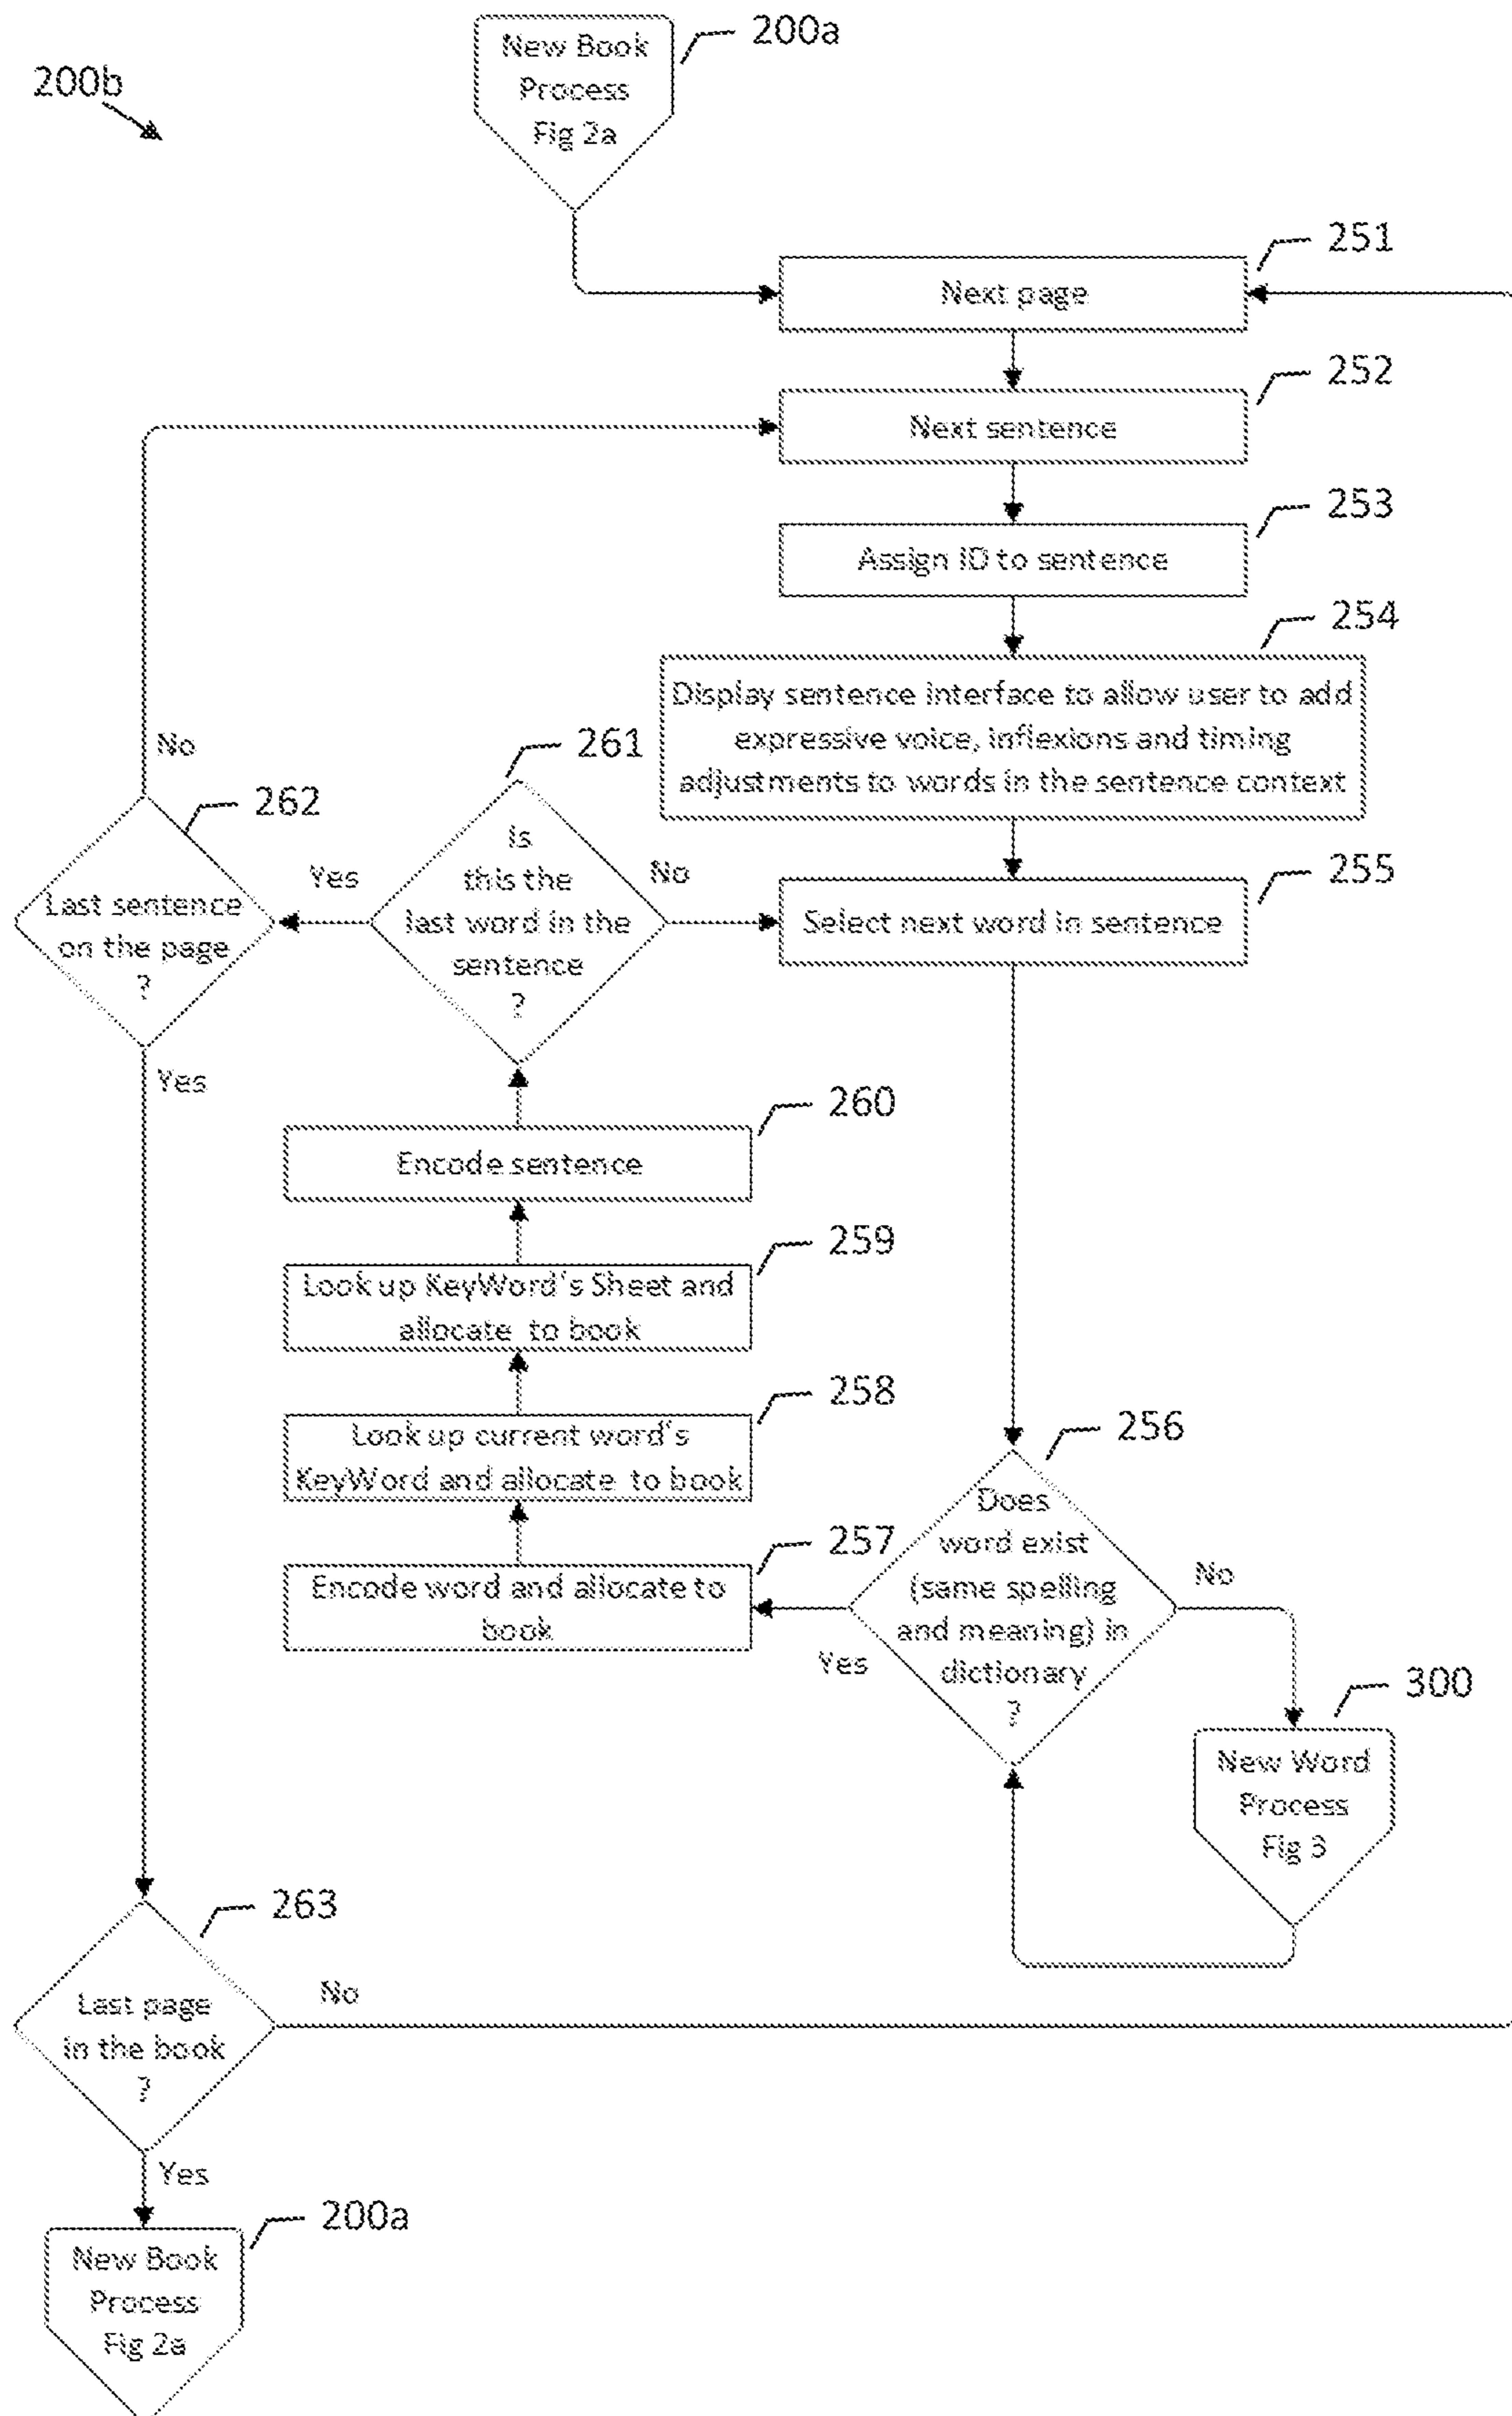 New Book
Process
Fig 2a
200a
200b
251
Next page
252
Next sentence
253
Assign ID to sentence
254
Display sentence interface to allow user to add
expressive voice, inflexions and timing
adjustments to words in the sentence context
No
261
262
Is
this the
last word in the
sentence
?
Yes
No
255
Select next word in sentence
Last sentence
on the page
?
Yes
260
Encode sentence
259
Look up KeyWord's Sheet and
allocate to book
258
Look up current word's
KeyWord and allocate to book
256
Does
word exist
(same spelling
and meaning) in
dictionary
?
257
Encode word and allocate to
book
Yes
No
300
New Word
Process
Fig 3
263
Last page
in the book
?
No
Yes
200a
New Book
Process
Fig 2a